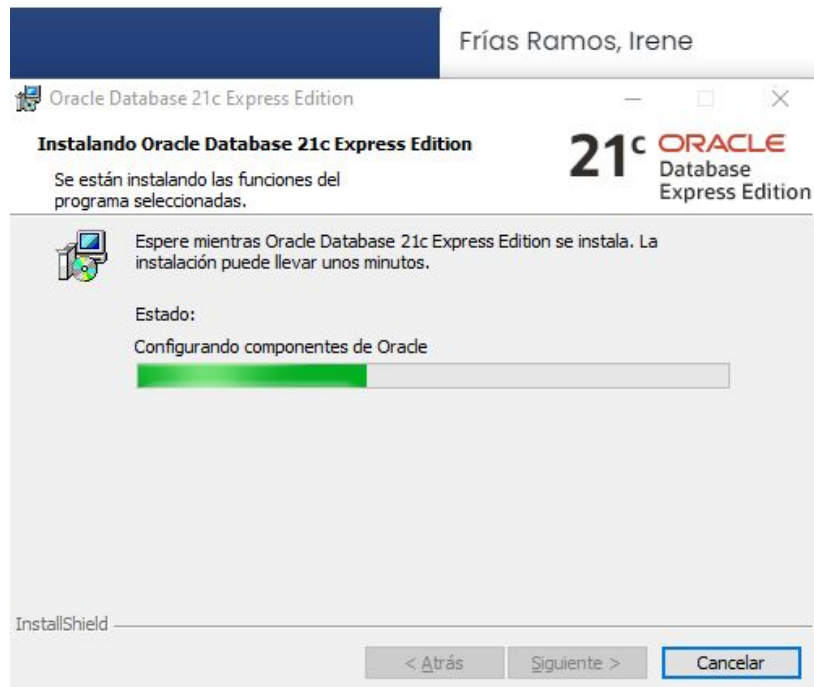 Frías Ramos, Irene
Oracle Database 21c Express Edition
Instalando Oracle Database 21c Express Edition
Se están instalando las funciones del
programa seleccionadas.
21c ORACLE
Database
Express Edition
Espere mientras Oracle Database 21c Express Edition se instala. La
instalación puede llevar unos minutos.
Estado:
Configurando componentes de Oracle
InstallShield
< Atrás
Siguiente >
Cancelar